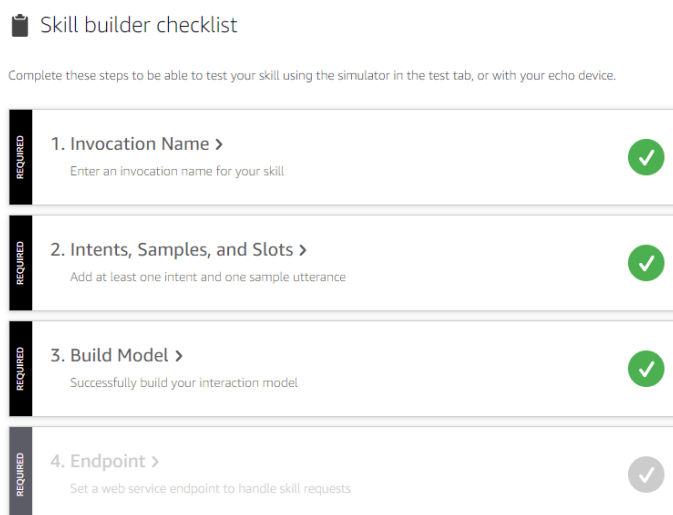 Skill builder checklist
Complete these steps to be able to test your skill using the simulator in the test tab, or with your echo device.
REQUIRED
1. Invocation Name >
Enter an invocation name for your skill
REQUIRED
2. Intents, Samples, and Slots >
Add at least one intent and one sample utterance
REQUIRED
3. Build Model >
Successfully build your interaction model
REQUIRED
4. Endpoint >
Set a web service endpoint to handle skill requests